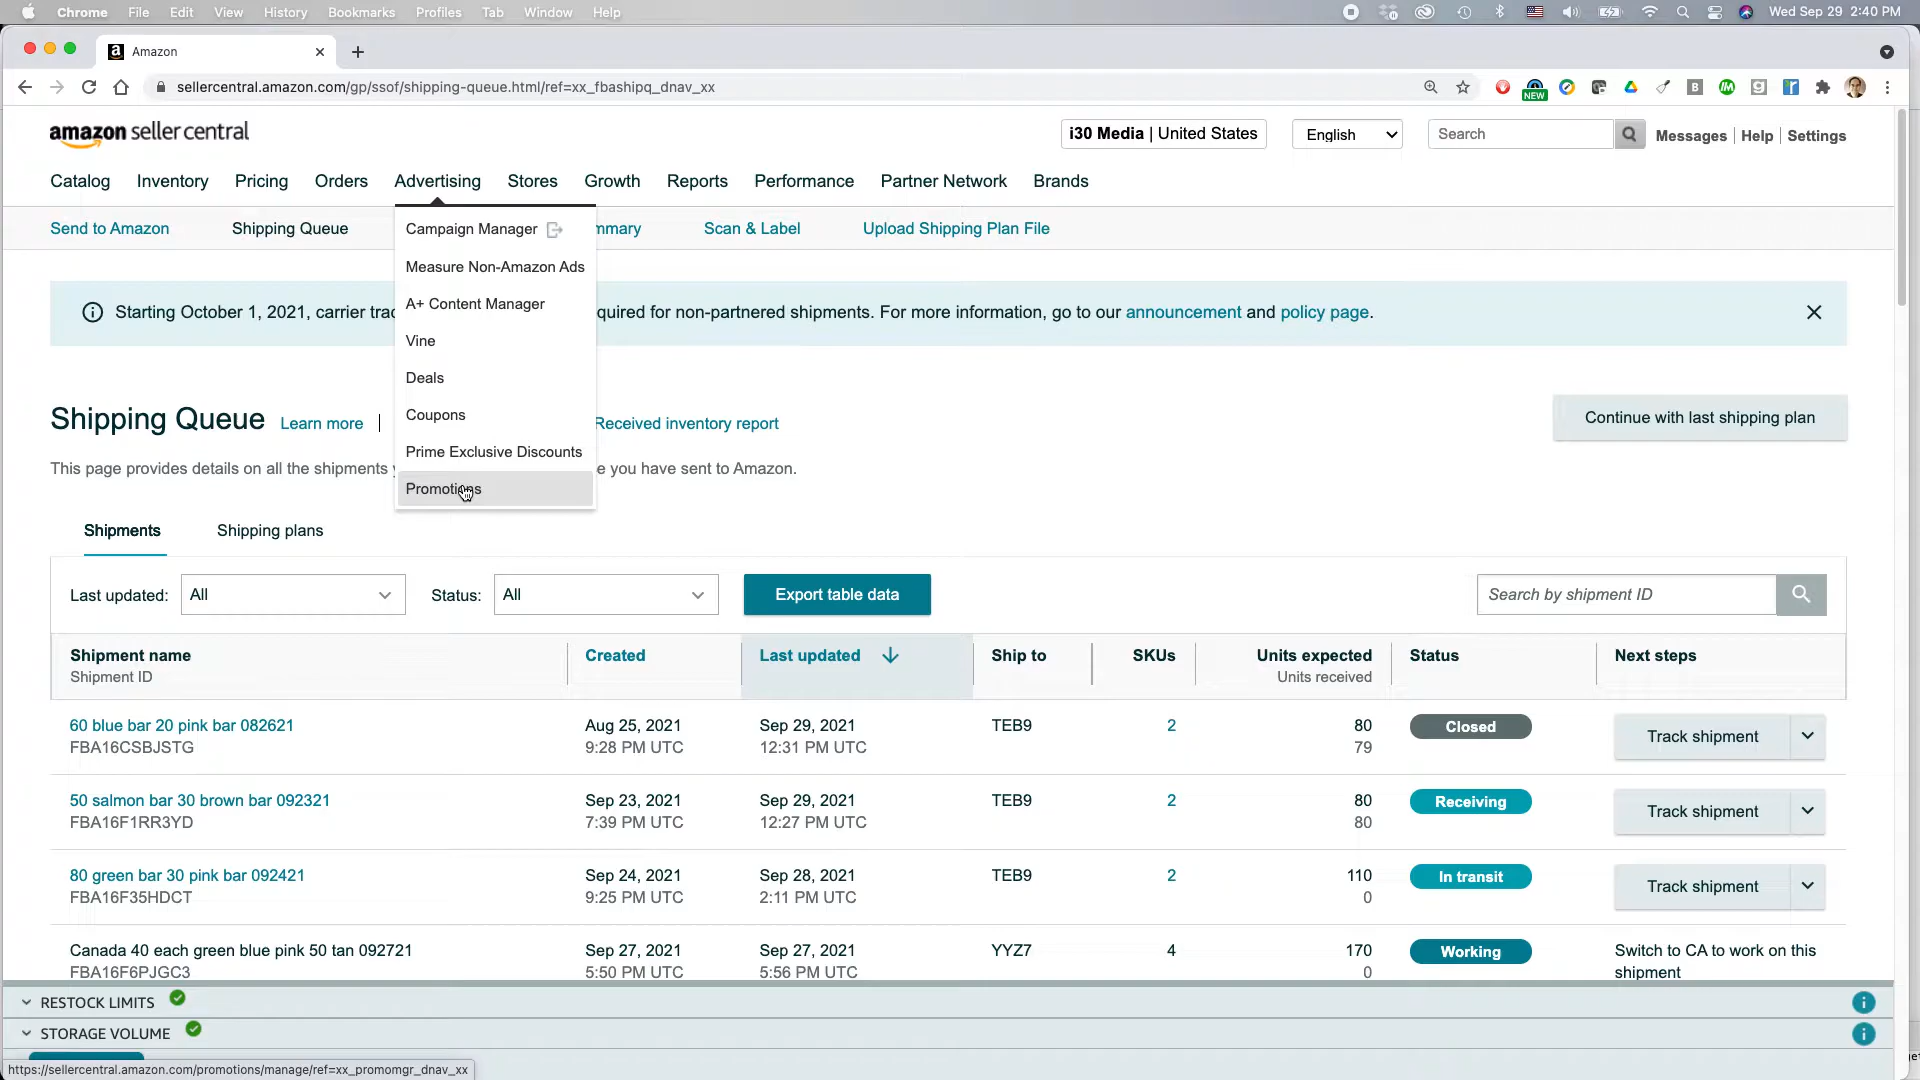 Chrome File Edit View History Bookmarks Profiles Tab Window Help Wed Sep 29 2:40 PM
Amazon
sellercentral.amazon.com/gp/ssof/shipping-queue.html/ref=xx_fbashipq_dnav_xx
NEW
amazon seller central
i30 Media | United States
English
Search
Messages Help Settings
Catalog Inventory Pricing Orders Advertising Stores Growth Reports Performance Partner Network Brands
Send to Amazon Shipping Queue mmary Scan & Label Upload Shipping Plan File
Campaign Manager
Measure Non-Amazon Ads
A+ Content Manager
Vine
Deals
Coupons
Prime Exclusive Discounts
Promotions
Starting October 1, 2021, carrier trac quired for non-partnered shipments. For more information, go to our announcement and policy page.
Shipping Queue Learn more | Received inventory report
Continue with last shipping plan
This page provides details on all the shipments e you have sent to Amazon.
Shipments Shipping plans
Last updated: All Status: All Export table data Search by shipment ID
Shipment name Created Last updated Ship to SKUs Units expected Status Next steps
Shipment ID Units received
60 blue bar 20 pink bar 082621 Aug 25, 2021 Sep 29, 2021 TEB9 2 80 Closed Track shipment
FBA16CSBJSTG 9:28 PM UTC 12:31 PM UTC 79
50 salmon bar 30 brown bar 092321 Sep 23, 2021 Sep 29, 2021 TEB9 2 80 Receiving Track shipment
FBA16F1RR3YD 7:39 PM UTC 12:27 PM UTC 80
80 green bar 30 pink bar 092421 Sep 24, 2021 Sep 28, 2021 TEB9 2 110 In transit Track shipment
FBA16F35HDCT 9:25 PM UTC 2:11 PM UTC 0
Canada 40 each green blue pink 50 tan 092721 Sep 27, 2021 Sep 27, 2021 YYZ7 4 170 Working Switch to CA to work on this
FBA16F6PJGC3 5:50 PM UTC 5:56 PM UTC 0 shipment
RESTOCK LIMITS
STORAGE VOLUME
https://sellercentral.amazon.com/promotions/manage/ref=xx_promomgr_dnav_xx